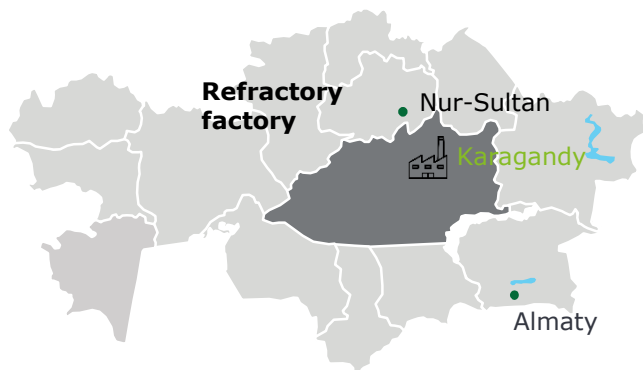 Refractory
factory
Nur-Sultan
Karagandy
Almaty